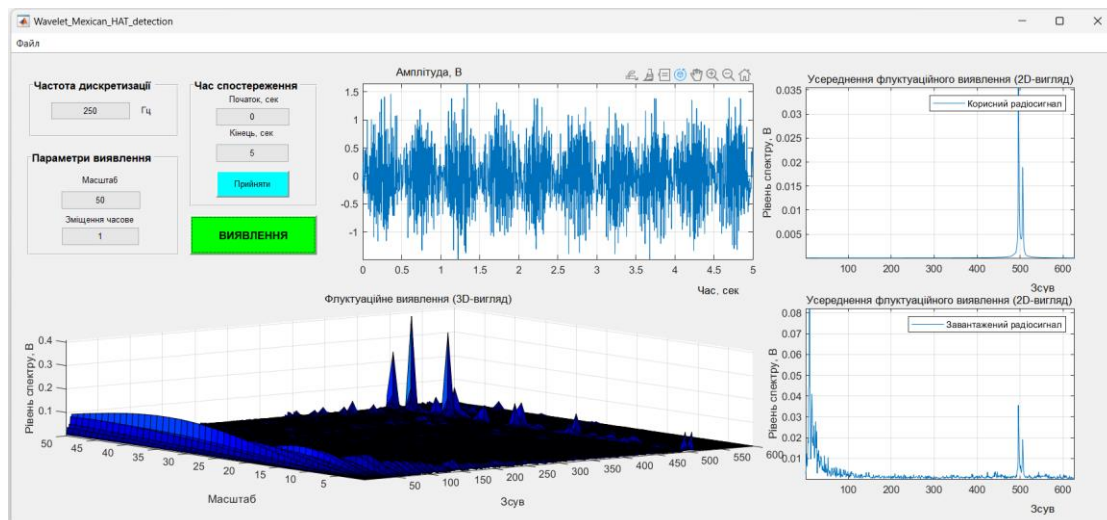 Wavelet_Mexican_HAT_detection
Файл
Частота дискретизації
250 Гц
Параметри виявлення
Масштаб
50
Зміщення часове
1
Час спостереження
Початок, сек
0
Кінець, сек
5
Прийняти
ВИЯВЛЕННЯ
Амплітуда, В
1.5
1
0.5
0
-0.5
-1
0 0.5 1 1.5 2 2.5 3 3.5 4 4.5 5
Час, сек
Усереднення флуктуаційного виявлення (2D-вигляд)
Корисний радіосигнал
Рівень спектру, В
0.035
0.03
0.025
0.02
0.015
0.01
0.005
100 200 300 400 500 600
Зсув
Флуктуаційне виявлення (3D-вигляд)
Рівень спектру, В
0.4
0.3
0.2
0.1
50 45 40 35 30 25 20 15 10 5
Масштаб
50 100 150 200 250 300 350 400 450 500 550 600
Зсув
Усереднення флуктуаційного виявлення (2D-вигляд)
Завантажений радіосигнал
Рівень спектру, В
0.08
0.07
0.06
0.05
0.04
0.03
0.02
0.01
100 200 300 400 500 600
Зсув